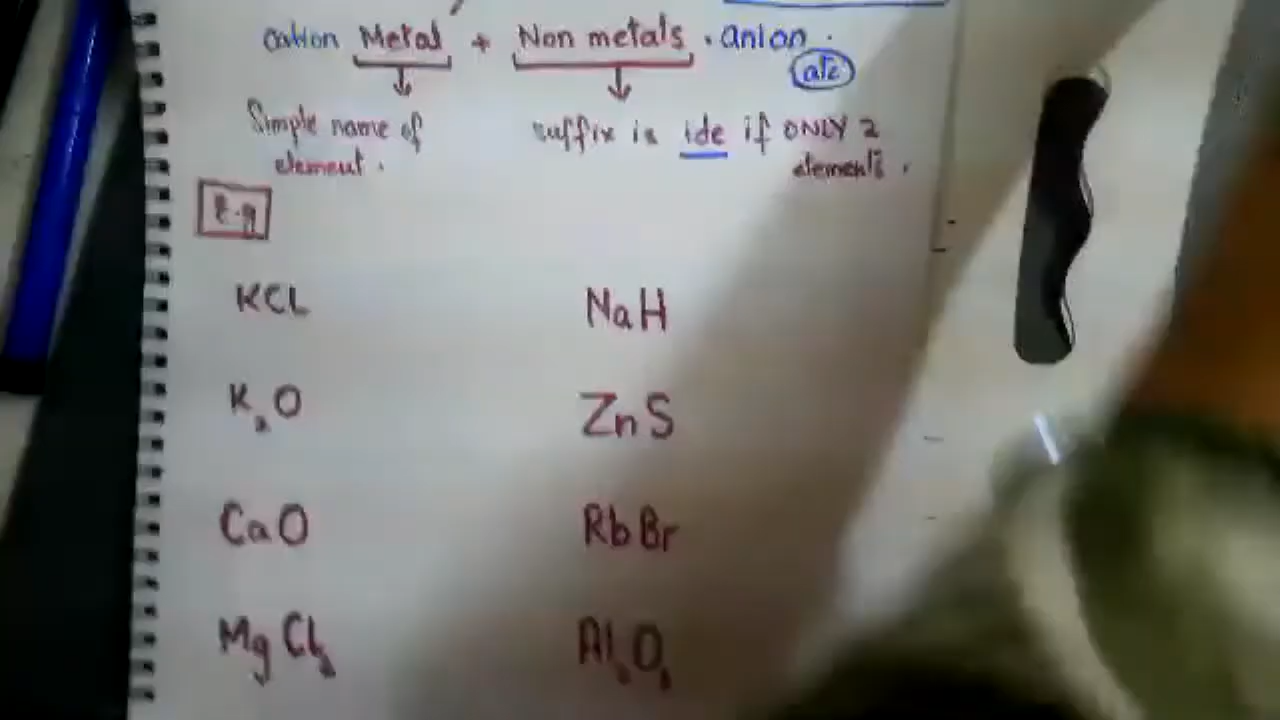 cation Metal + Non metals . anion .
ate
Simple name of element .
suffix is ide if ONLY 2 elements .
E.g
KCL NaH
K2O ZnS
CaO RbBr
MgCl2 Al2O3